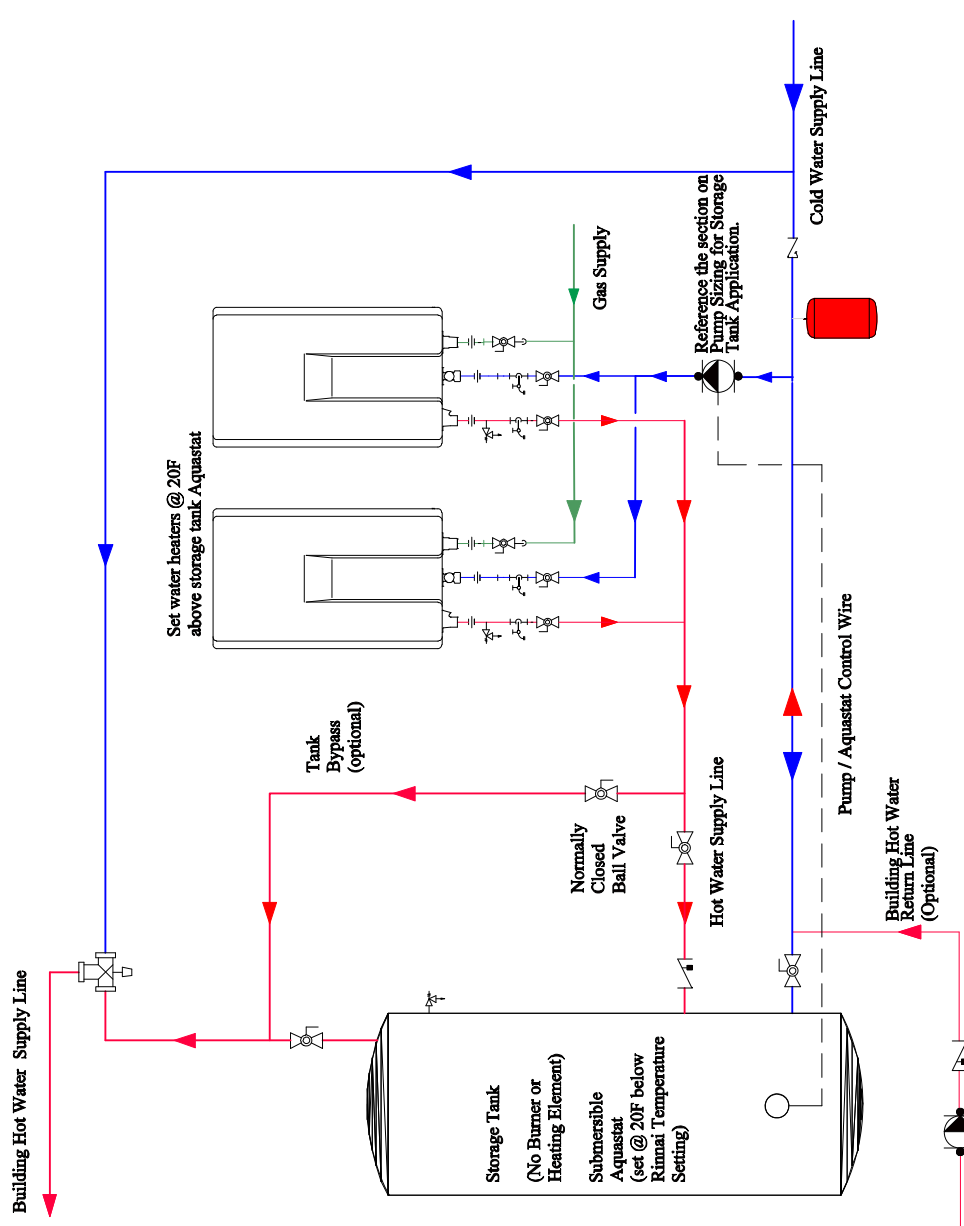 Building Hot Water  Supply Line
Set water heaters @ 20F
above storage tank Aquastat
Tank
Bypass
(optional)
Storage Tank
(No Burner or
Heating Element)
Submersible
Aquastat
(set @ 20F below
Rinnai Temperature
Setting)
Normally
Closed
Ball Valve
Gas Supply
Hot Water Supply Line
Reference the section on
Pump Sizing for Storage
Tank Application.
Cold Water Supply Line
Pump / Aquastat Control Wire
Building Hot Water
Return Line
(Optional)